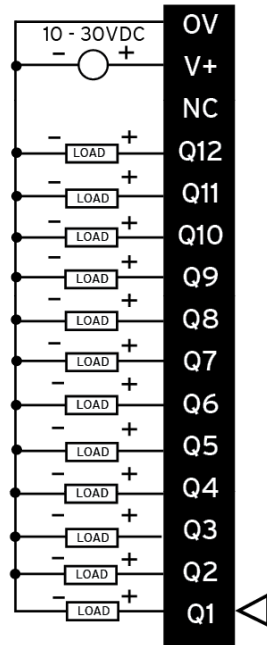 0V
10 - 30VDC
- + V+
NC
- LOAD + Q12
- LOAD + Q11
- LOAD + Q10
- LOAD + Q9
- LOAD + Q8
- LOAD + Q7
- LOAD + Q6
- LOAD + Q5
- LOAD + Q4
- LOAD + Q3
- LOAD + Q2
- LOAD + Q1